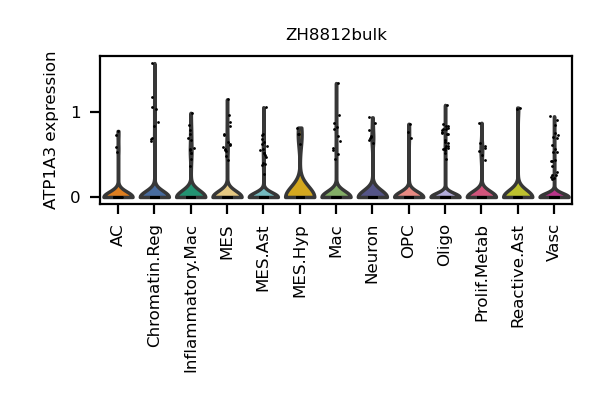 ZH8812bulk
ATP1A3 expression
1
0
AC
Chromatin.Reg
Inflammatory.Mac
MES
MES.Ast
MES.Hyp
Mac
Neuron
OPC
Oligo
Prolif.Metab
Reactive.Ast
Vasc